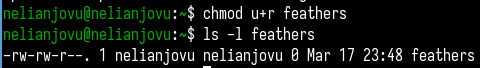 nelianjovu@nelianjovu:~$ chmod u+r feathers
nelianjovu@nelianjovu:~$ ls -l feathers
-rw-rw-r--. 1 nelianjovu nelianjovu 0 Mar 17 23:48 feathers